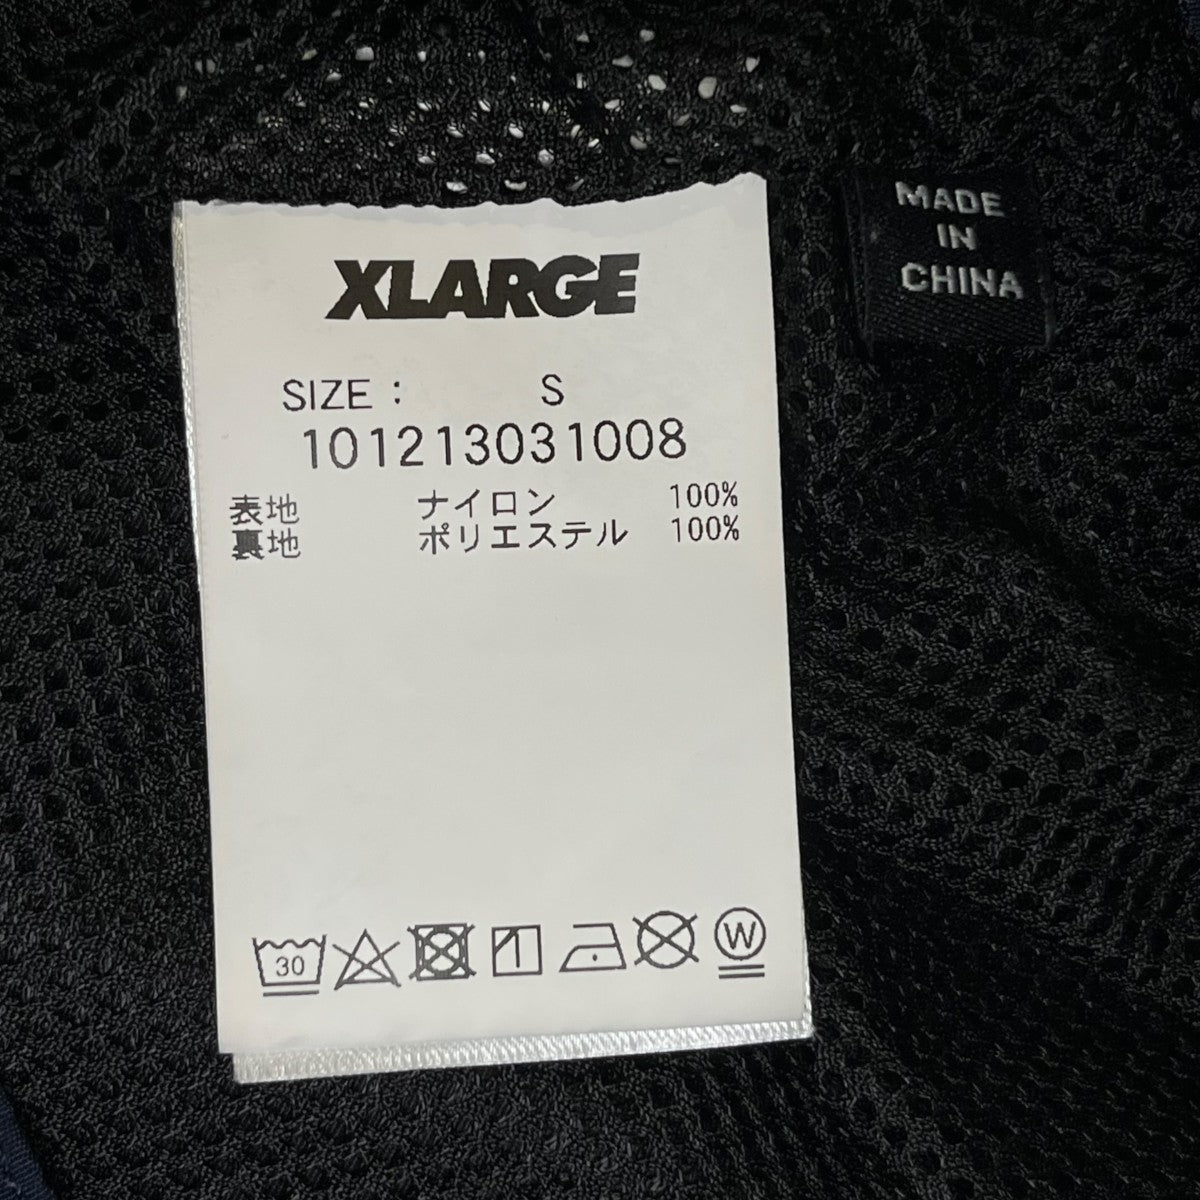 XLARGE
SIZE : S
101213031008
表地 ナイロン 100%
裏地 ポリエステル 100%
30
W
MADE
IN
CHINA